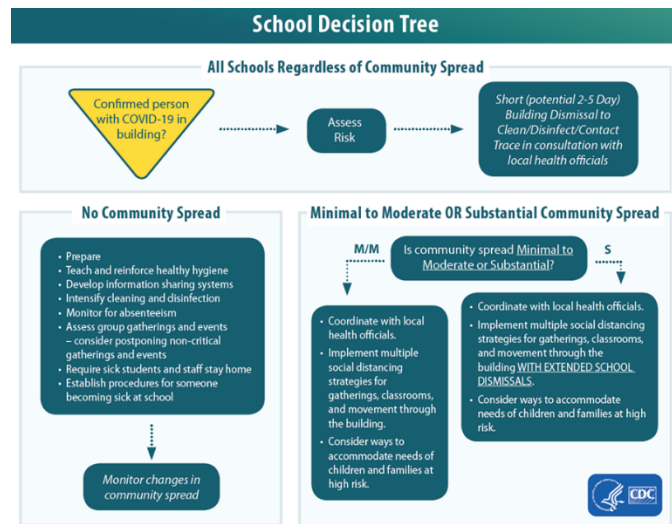 School Decision Tree
All Schools Regardless of Community Spread
Confirmed person
with COVID-19 in
building?
Assess
Risk
Short (potential 2-5 Day)
Building Dismissal to
Clean/Disinfect/Contact
Trace in consultation with
local health officials
No Community Spread
• Prepare
• Teach and reinforce healthy hygiene
• Develop information sharing systems
• Intensify cleaning and disinfection
• Monitor for absenteeism
• Assess group gatherings and events
– consider postponing non-critical
gatherings and events
• Require sick students and staff stay home
• Establish procedures for someone
becoming sick at school
Monitor changes in
community spread
Minimal to Moderate OR Substantial Community Spread
M/M
Is community spread Minimal to
Moderate or Substantial?
S
• Coordinate with local
health officials.
• Implement multiple
social distancing
strategies for
gatherings, classrooms,
and movement through
the building.
• Consider ways to
accommodate needs of
children and families at
high risk.
• Coordinate with local health officials.
• Implement multiple social distancing
strategies for gatherings, classrooms,
and movement through the
building WITH EXTENDED SCHOOL
DISMISSALS.
• Consider ways to accommodate
needs of children and families at high
risk.
CDC